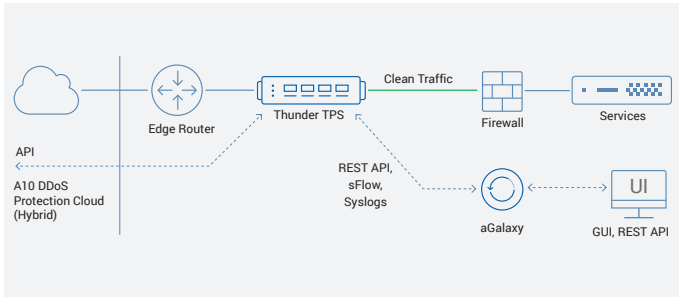 Clean Traffic
Edge Router
Thunder TPS
Firewall
Services
API
A10 DDoS
Protection Cloud
(Hybrid)
REST API,
sFlow,
Syslogs
aGalaxy
UI
GUI, REST API